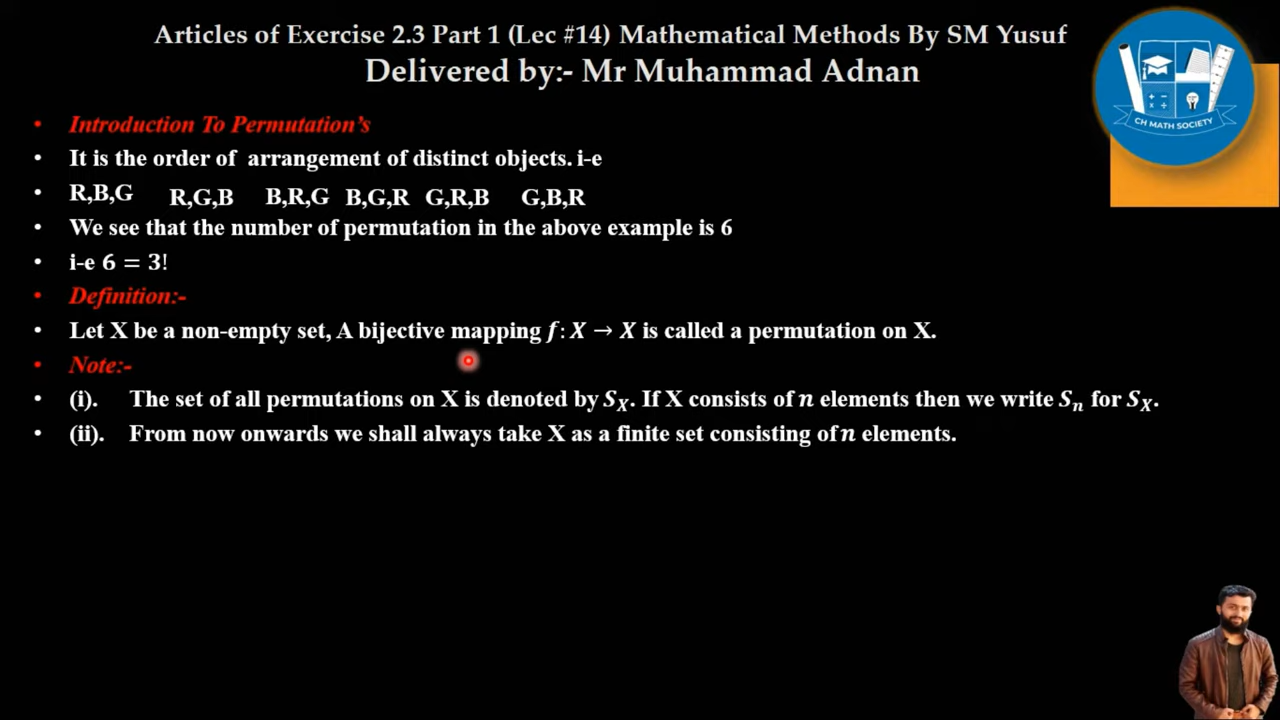 Articles of Exercise 2.3 Part 1 (Lec #14) Mathematical Methods By SM Yusuf
Delivered by:- Mr Muhammad Adnan
CH MATH SOCIETY
• Introduction To Permutation's
• It is the order of arrangement of distinct objects. i-e
• R,B,G R,G,B B,R,G B,G,R G,R,B G,B,R
• We see that the number of permutation in the above example is 6
• i-e 6 = 3!
• Definition:-
• Let X be a non-empty set, A bijective mapping f: X → X is called a permutation on X.
• Note:-
• (i). The set of all permutations on X is denoted by Sₓ. If X consists of n elements then we write Sₙ for Sₓ.
• (ii). From now onwards we shall always take X as a finite set consisting of n elements.